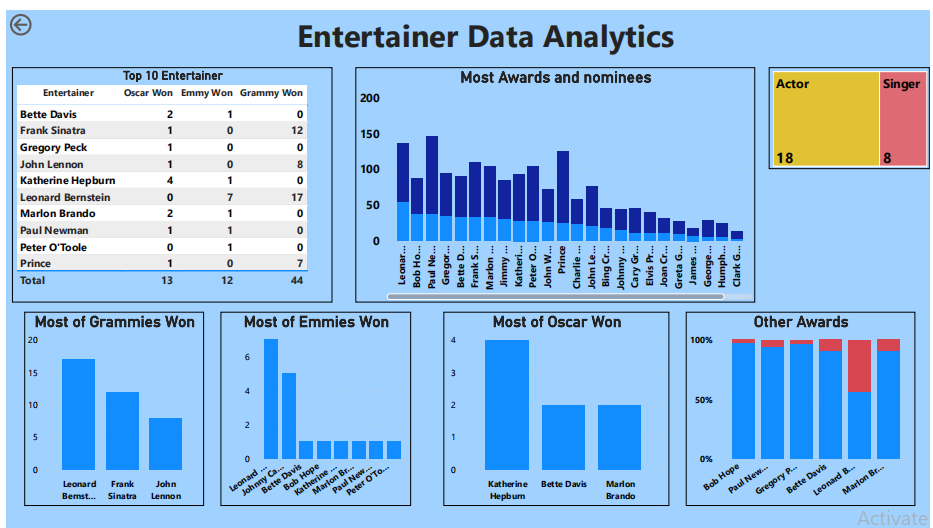 Entertainer Data Analytics
Top 10 Entertainer
Entertainer Oscar Won Emmy Won Grammy Won
Bette Davis 2 1 0
Frank Sinatra 1 0 12
Gregory Peck 1 0 0
John Lennon 1 0 8
Katherine Hepburn 4 1 0
Leonard Bernstein 0 7 17
Marlon Brando 2 1 0
Paul Newman 1 1 0
Peter O'Toole 0 1 0
Prince 1 0 7
Total 13 12 44
Most Awards and nominees
200
150
100
50
0
Leonar... Bob Ho... Paul Ne... Gregor... Bette D... Frank S... Marlon ... Jimmy ... Katheri... Peter O... John W... Prince Charlie ... John Le... Bing Cr... Johnny ... Cary Gr... Elvis Pr... Joan Cr... Greta G... James ... George... Humph... Clark G...
Actor Singer
18 8
Most of Grammies Won
20
15
10
5
0
Leonard Frank John
Bernst... Sinatra Lennon
Most of Emmies Won
6
4
2
0
Leonard ... Johnny Ca... Bette Davis Bob Hope Katherine ... Marlon Br... Paul New... Peter O'To...
Most of Oscar Won
4
3
2
1
0
Katherine Bette Davis Marlon
Hepburn Brando
Other Awards
100%
50%
0%
Bob Hope Paul New... Gregory P... Bette Davis Leonard B... Marlon Br...
Activate